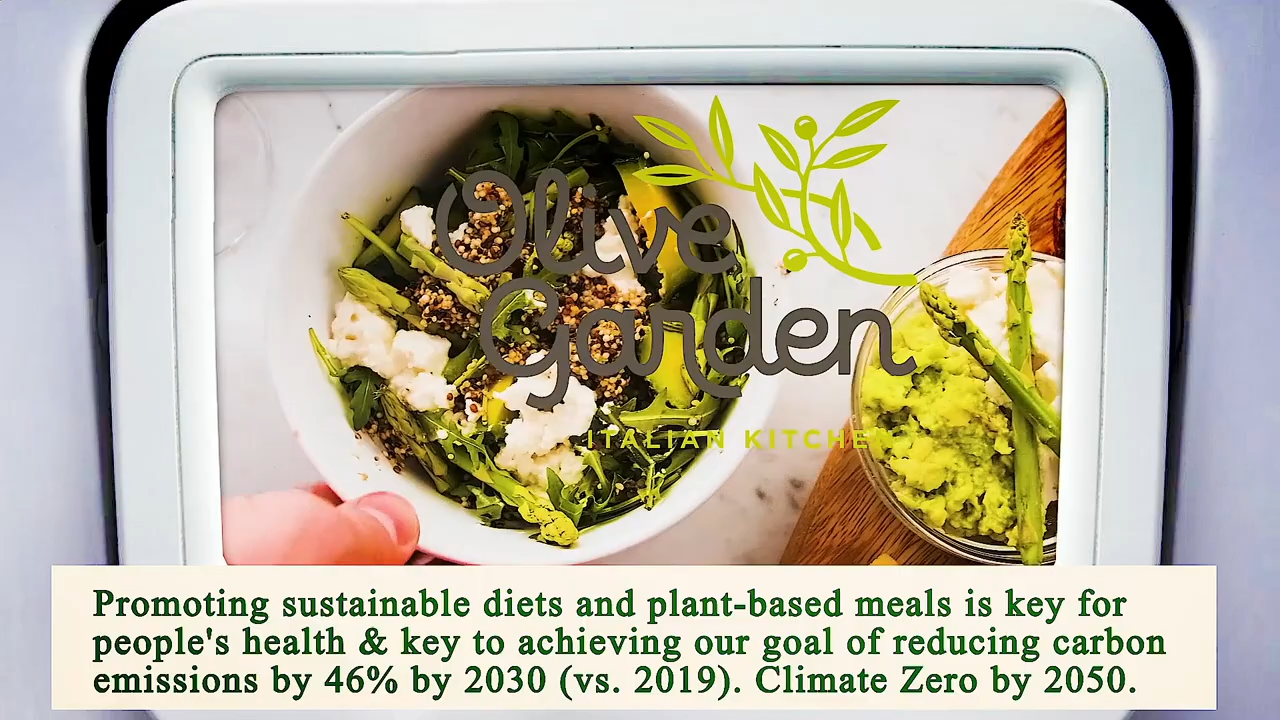 Olive
Garden
ITALIAN KITCHEN
Promoting sustainable diets and plant-based meals is key for
people's health & key to achieving our goal of reducing carbon
emissions by 46% by 2030 (vs. 2019). Climate Zero by 2050.